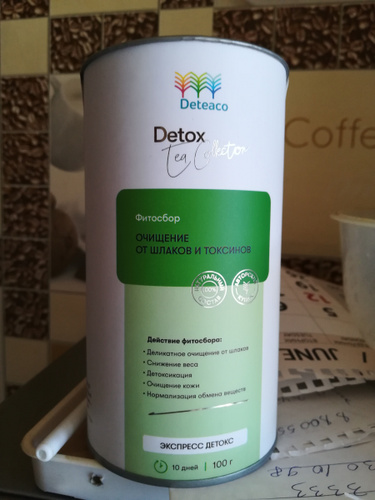 Deteaco
Detox
Tea Collection
Фитосбор
ОЧИЩЕНИЕ
ОТ ШЛАКОВ И ТОКСИНОВ
Действие фитосбора:
• Деликатное очищение от шлаков
• Снижение веса
• Детоксикация
• Очищение кожи
• Нормализация обмена веществ
ЭКСПРЕСС ДЕТОКС
10 дней | 100 г
Coffe
JUNE